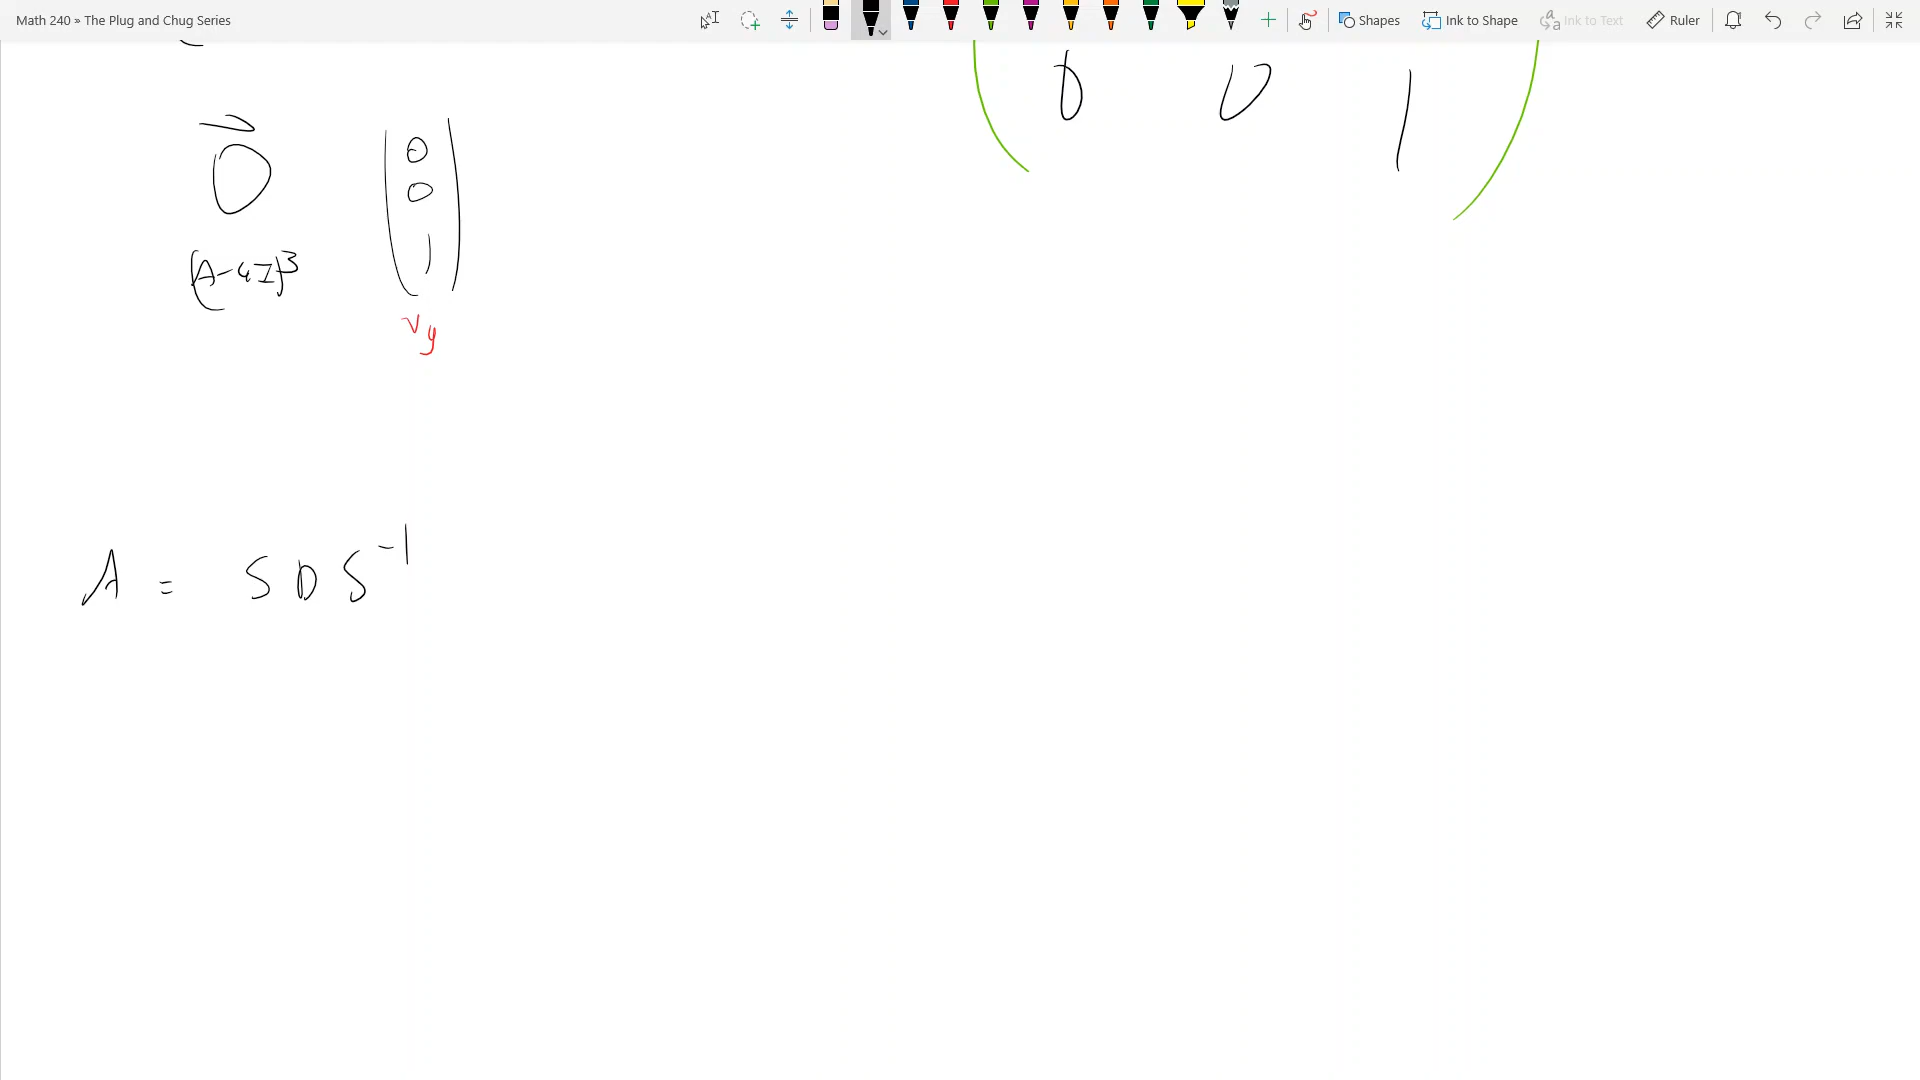 Math 240 » The Plug and Chug Series
Shapes
Ink to Shape
Ink to Text
Ruler
0 0 1
0
0
0
1
(A-4I)^3
v y
A = S D S^-1